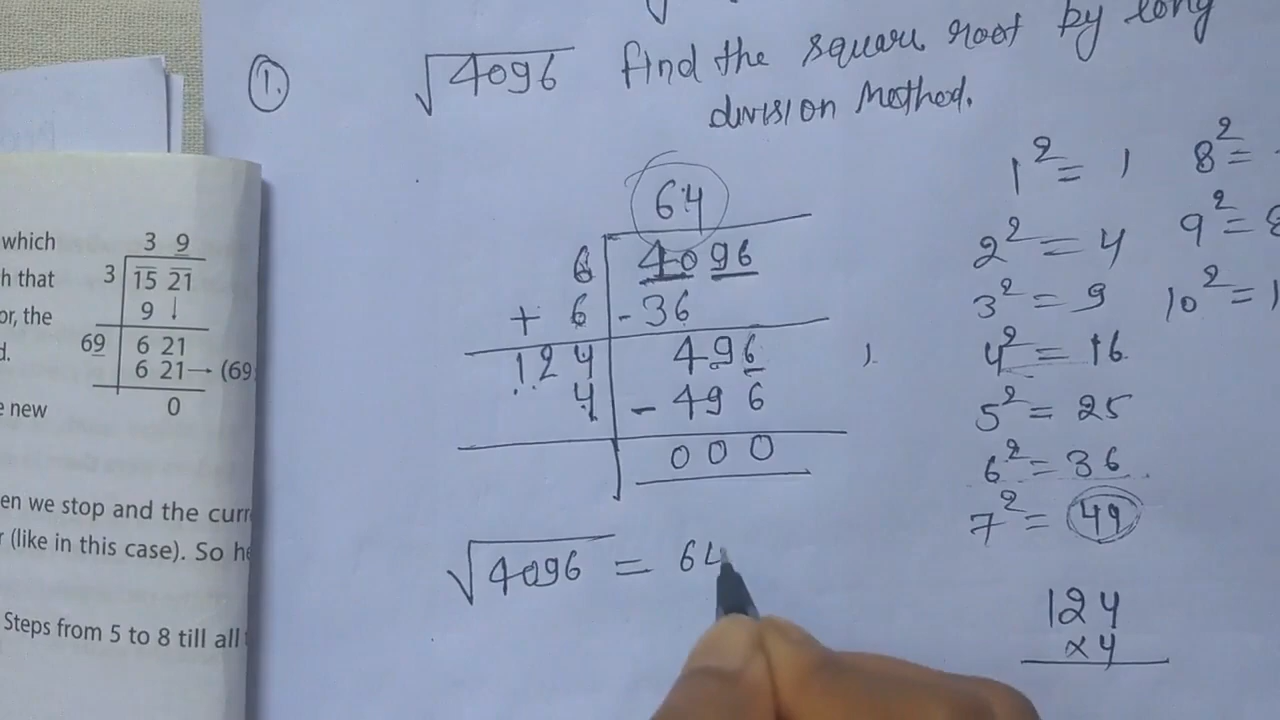 ①. √4096 find the square root by long
division Method.
64
6 4096
+ 6 - 36
124 496
4 - 496
000
√4096 = 64
1² = 1 8² =
2² = 4 9² =
3² = 9 10² = 1
4² = 16
5² = 25
6² = 36
7² = 49
124
× 4
which
h that
or, the
d.
e new
3 9
3 15 21
9 ↓
69 6 21
6 21 → (69
0
en we stop and the curr
r (like in this case). So he
Steps from 5 to 8 till all